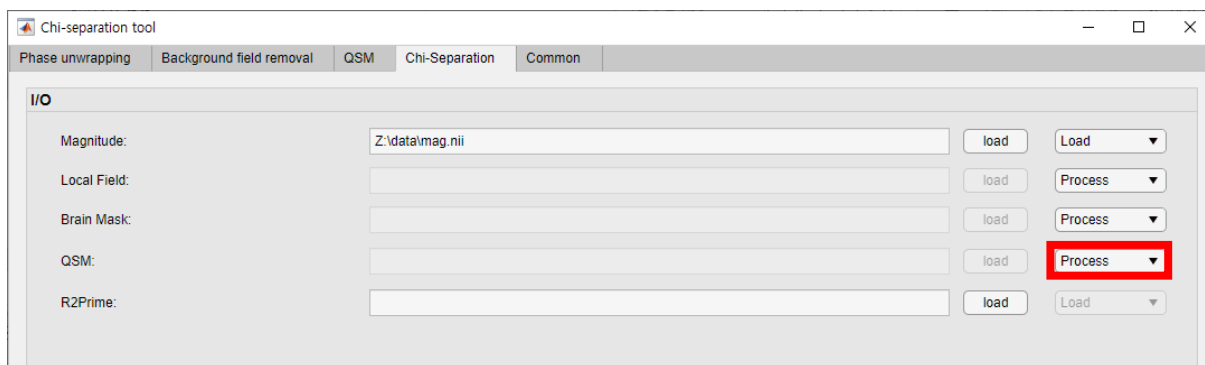 Chi-separation tool
Phase unwrapping Background field removal QSM Chi-Separation Common
I/O
Magnitude: Z:\data\mag.nii load Load
Local Field: load Process
Brain Mask: load Process
QSM: load Process
R2Prime: load Load